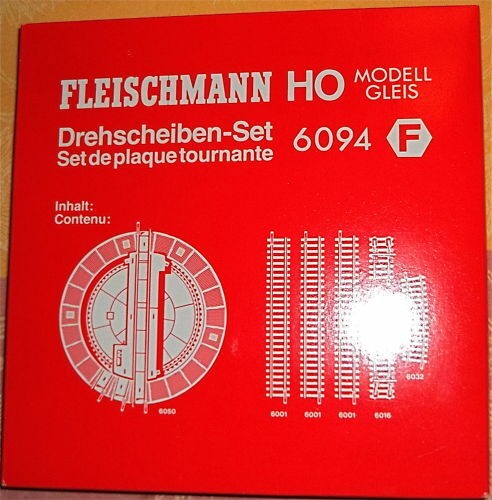 FLEISCHMANN HO MODELL GLEIS
Drehscheiben-Set 6094 F
Set de plaque tournante
Inhalt:
Contenu:
6050 6001 6001 6001 6016 6032